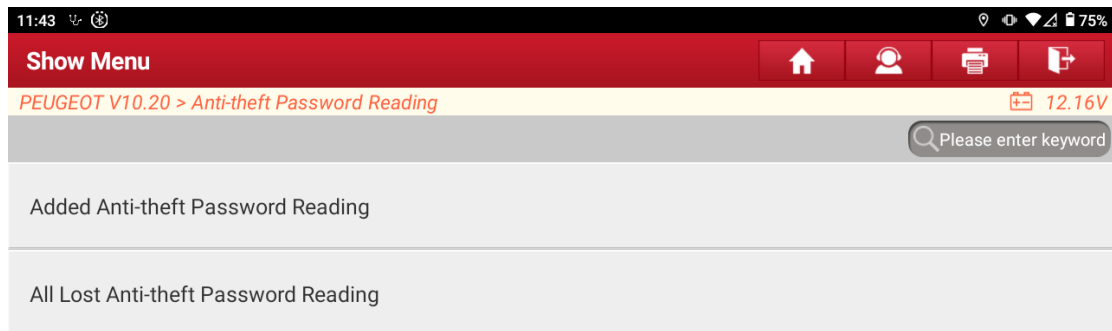 11:43 75%
Show Menu
PEUGEOT V10.20 > Anti-theft Password Reading 12.16V
Please enter keyword
Added Anti-theft Password Reading
All Lost Anti-theft Password Reading